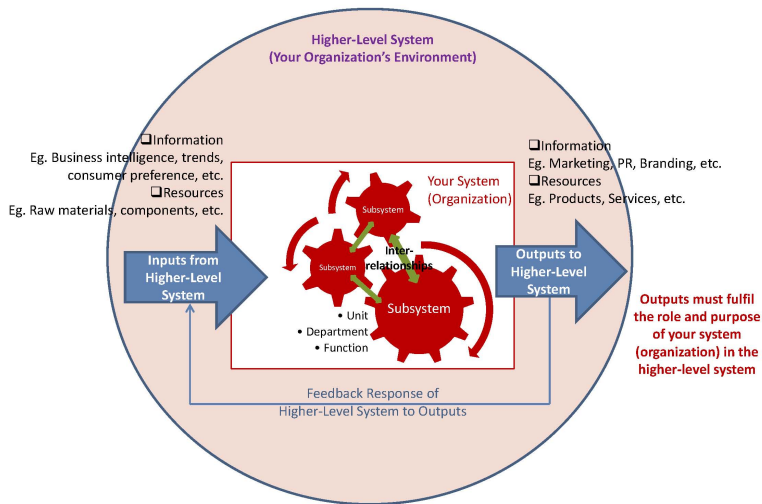 Higher-Level System
(Your Organization's Environment)
❑Information
Eg. Business intelligence, trends,
consumer preference, etc.
❑Resources
Eg. Raw materials, components, etc.
❑Information
Eg. Marketing, PR, Branding, etc.
❑Resources
Eg. Products, Services, etc.
Your System
(Organization)
Subsystem
Subsystem
Subsystem
Inter-
relationships
• Unit
• Department
• Function
Inputs from
Higher-Level
System
Outputs to
Higher-Level
System
Outputs must fulfil
the role and purpose
of your system
(organization) in the
higher-level system
Feedback Response of
Higher-Level System to Outputs